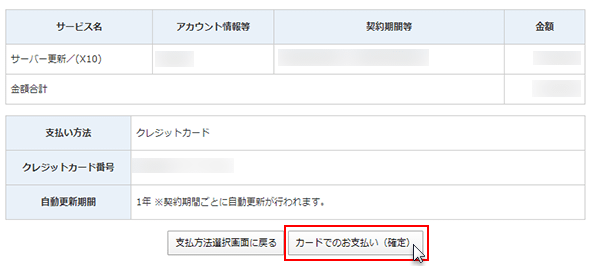 サービス名 アカウント情報等 契約期間等 金額
サーバー更新／(X10)
金額合計
支払い方法 クレジットカード
クレジットカード番号
自動更新期間 1年 ※契約期間ごとに自動更新が行われます。
支払方法選択画面に戻る カードでのお支払い（確定）